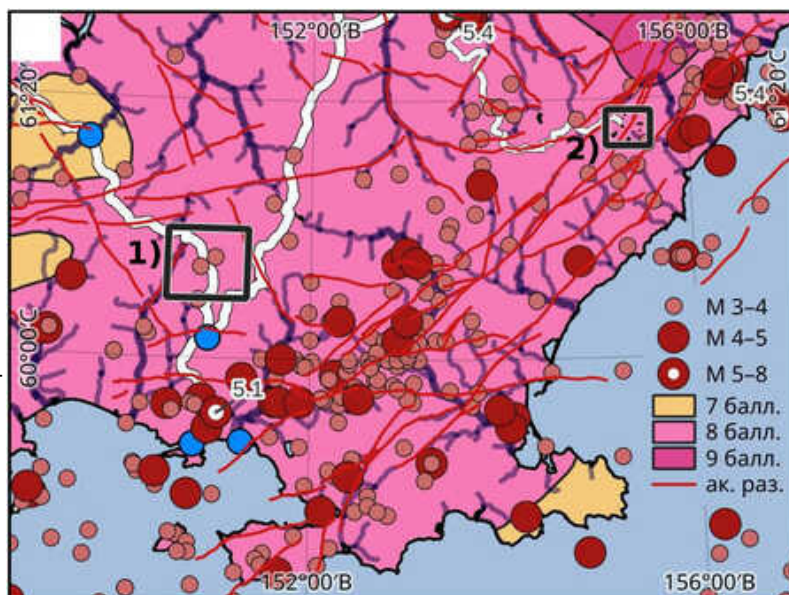 152°00′В
5.4
156°00′В
61°20′
61°20′С
5.4
2)
1)
М 3–4
М 4–5
60°00′С
М 5–8
5.1
7 балл.
8 балл.
9 балл.
ак. раз.
152°00′В
156°00′В